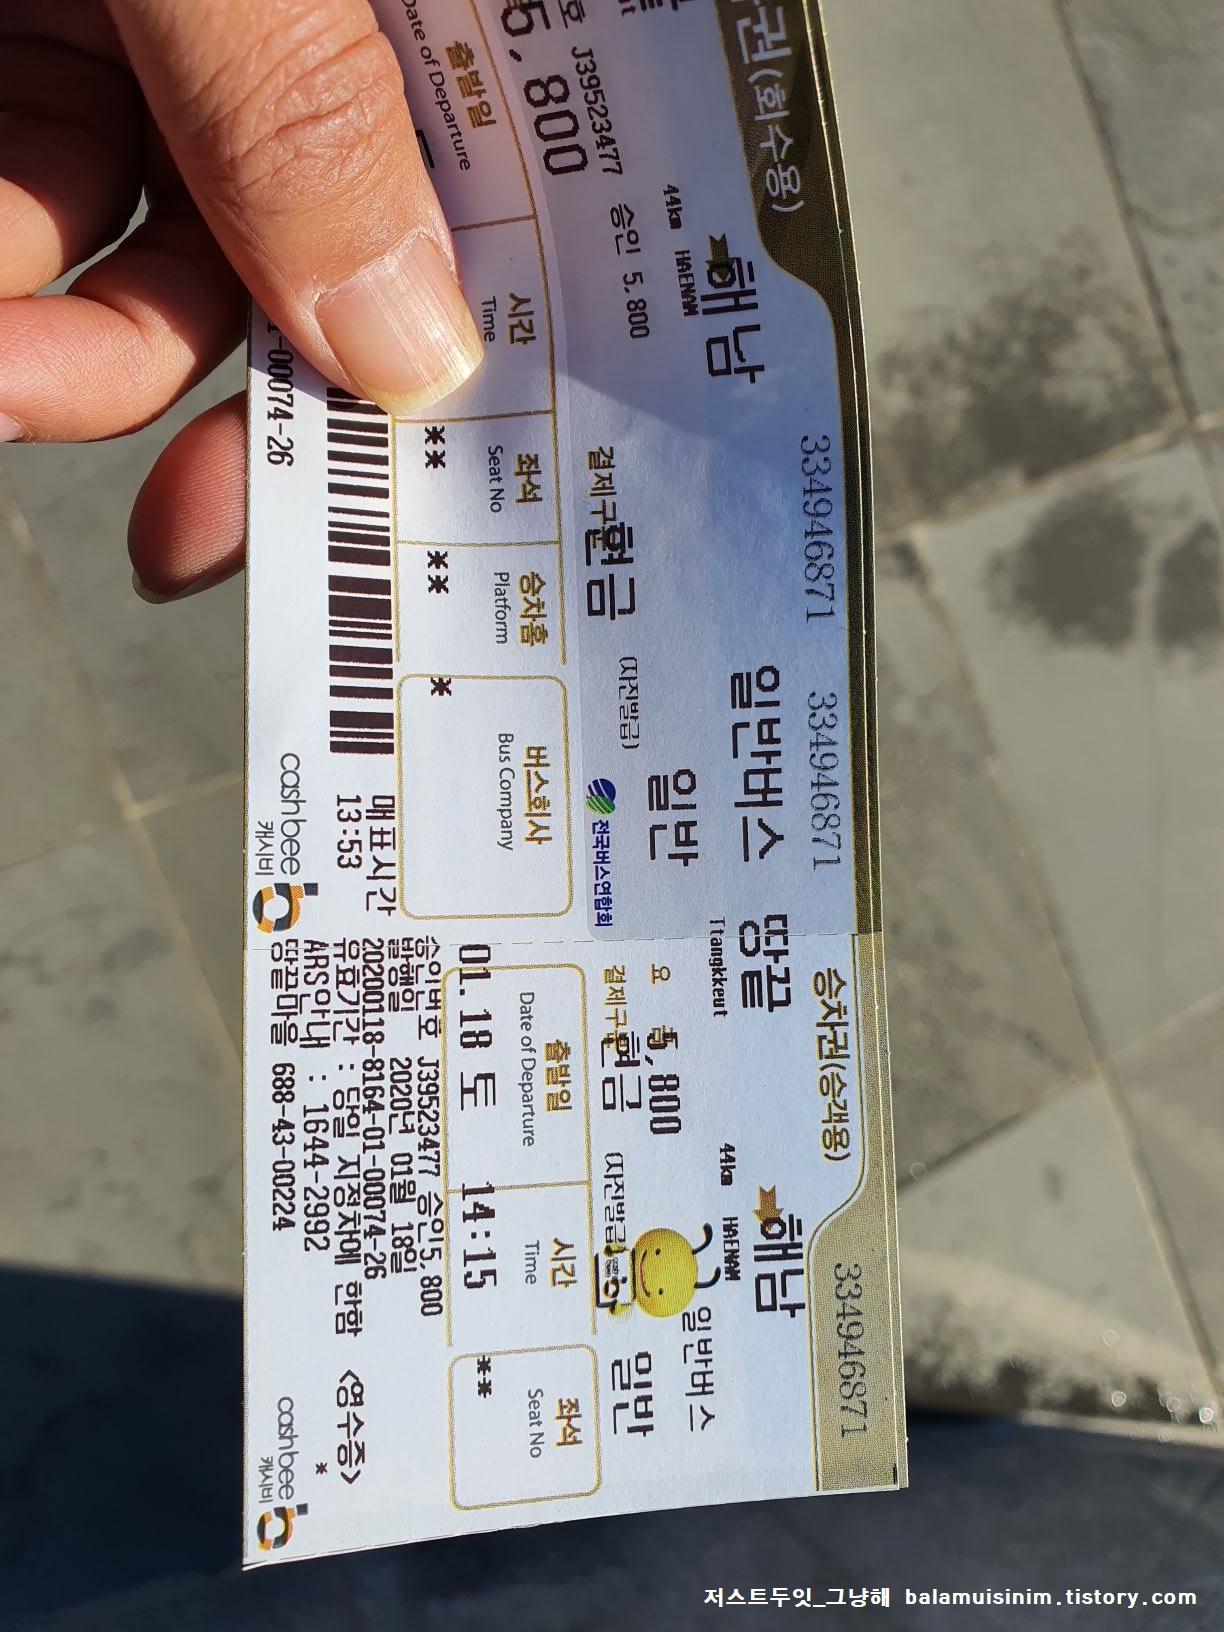 권(회수용)
해남
44km HAENAM
334946871 334946871
호 J39523477 승인 5,800
5,800
결제구분 현금
(자진발급)
일반버스
일반
전국버스연합회
출발일
Date of Departure
시간
Time
좌석
Seat No
**
승차홈
Platform
**
버스회사
Bus Company
*
매표시간
13:53
1-00074-26
cashbee
캐시비
승차권(승객용)
334946871
땅끝
Ttangkkeut
해남
44km HAENAM
요금 5,800
일반버스
결제구분 현금
(자진발급)
일반
출발일
Date of Departure
01.18 토
시간
Time
14:15
좌석
Seat No
**
승인번호 J39523477 승인5,800
발행일 2020년 01월 18일
20200118-8164-01-00074-26
유효기간 : 당일 지정차에 한함 <영수증>
ARS안내 : 1644-2992
*
땅끝마을 688-43-00224
cashbee
캐시비
저스트두잇_그냥해 balamuisinim.tistory.com